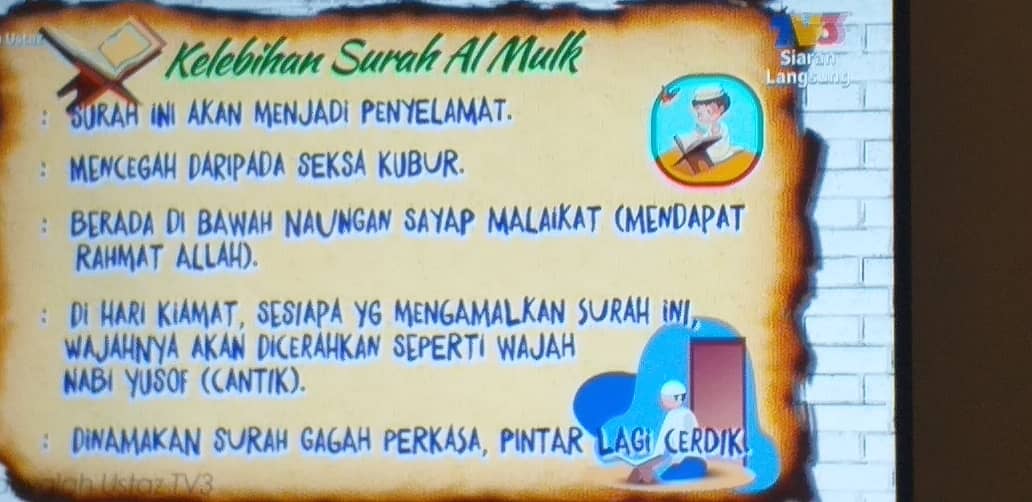 Ustaz
TV3
Siaran
Langsung
Kelebihan Surah Al Mulk
: SURAH INI AKAN MENJADI PENYELAMAT.
: MENCEGAH DARIPADA SEKSA KUBUR.
: BERADA DI BAWAH NAUNGAN SAYAP MALAIKAT (MENDAPAT
RAHMAT ALLAH).
: DI HARI KIAMAT, SESIAPA YG MENGAMALKAN SURAH INI,
WAJAHNYA AKAN DICERAHKAN SEPERTI WAJAH
NABI YUSOF (CANTIK).
: DINAMAKAN SURAH GAGAH PERKASA, PINTAR LAGI CERDIK.
Ustaz TV3